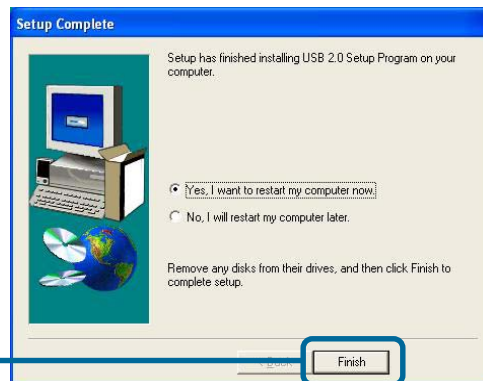 Setup Complete
Setup has finished installing USB 2.0 Setup Program on your
computer.
Yes, I want to restart my computer now.
No, I will restart my computer later.
Remove any disks from their drives, and then click Finish to
complete setup.
< Back
Finish